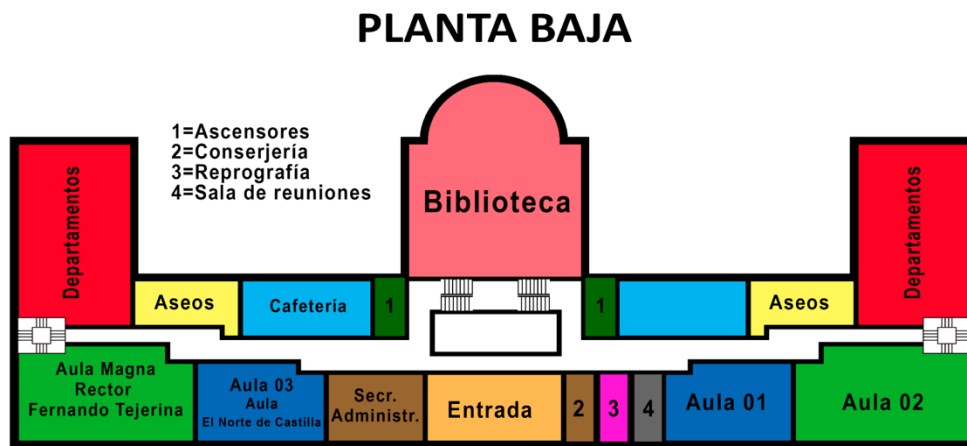 PLANTA BAJA
1=Ascensores
2=Conserjería
3=Reprografía
4=Sala de reuniones
Biblioteca
Departamentos
Departamentos
Aseos
Cafetería
1
1
Aseos
Aula Magna
Rector
Fernando Tejerina
Aula 03
Aula
El Norte de Castilla
Secr.
Administr.
Entrada
2
3
4
Aula 01
Aula 02